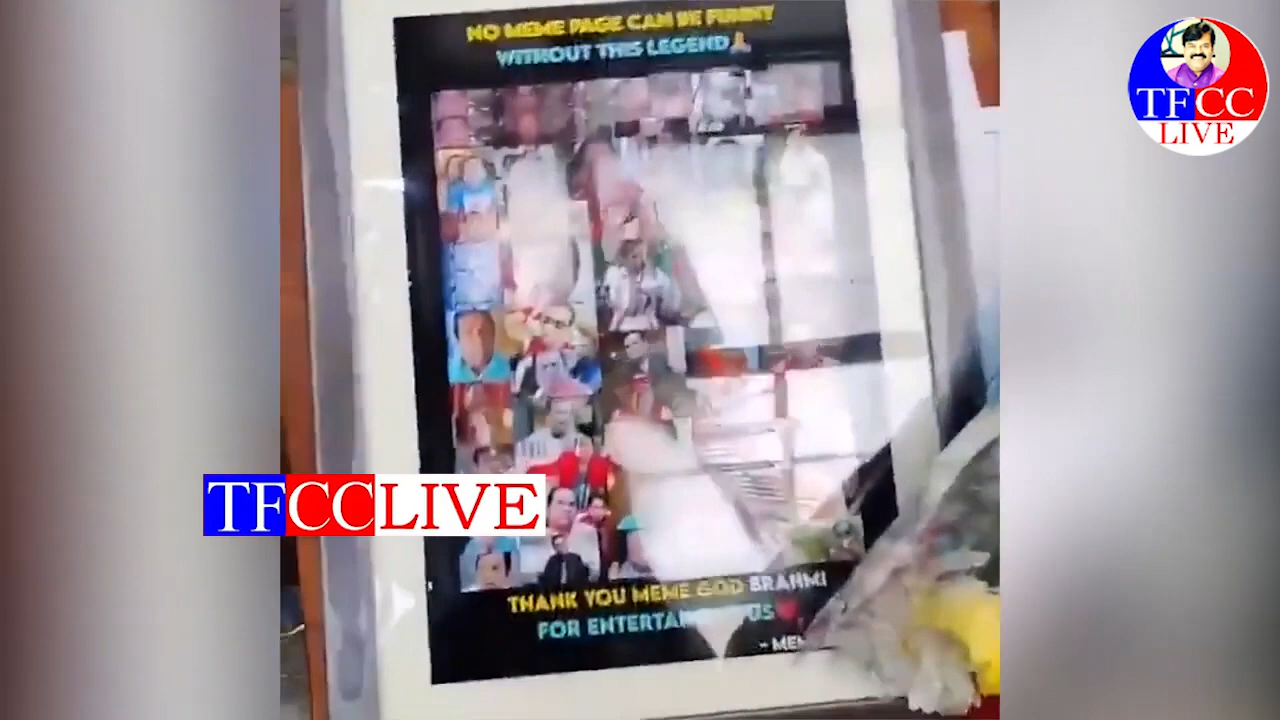 NO MEME PAGE CAN BE FUNNY
WITHOUT THIS LEGEND🙏
TFCC
LIVE
TFCCLIVE
THANK YOU MEME GOD BRAHMI
FOR ENTERTA US